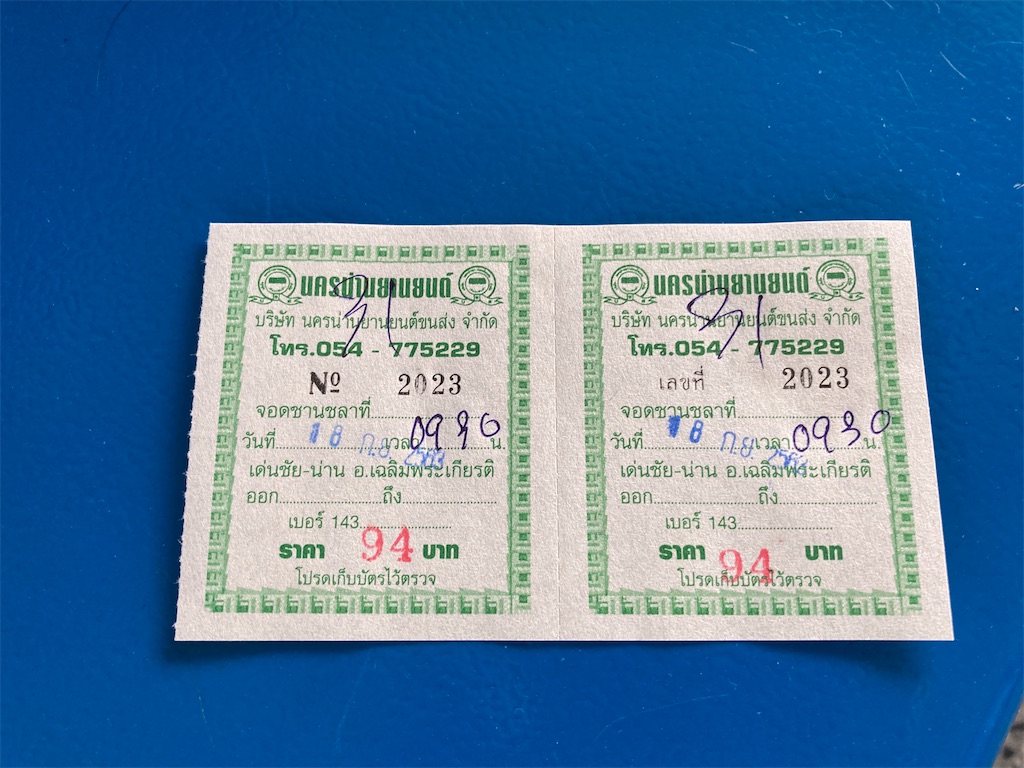 นครน่านยานยนต์
31
บริษัท นครน่านยานยนต์ขนส่ง จำกัด
โทร.054 - 775229
Nº 2023
จอดชานชลาที่
วันที่ 18 ก.ย. 2563 เวลา 0930 น.
เด่นชัย-น่าน อ.เฉลิมพระเกียรติ
ออก ถึง
เบอร์ 143
ราคา 94 บาท
โปรดเก็บบัตรไว้ตรวจ
นครน่านยานยนต์
31
บริษัท นครน่านยานยนต์ขนส่ง จำกัด
โทร.054 - 775229
เลขที่ 2023
จอดชานชลาที่
วันที่ 18 ก.ย. 2563 เวลา 0930 น.
เด่นชัย-น่าน อ.เฉลิมพระเกียรติ
ออก ถึง
เบอร์ 143
ราคา 94 บาท
โปรดเก็บบัตรไว้ตรวจ